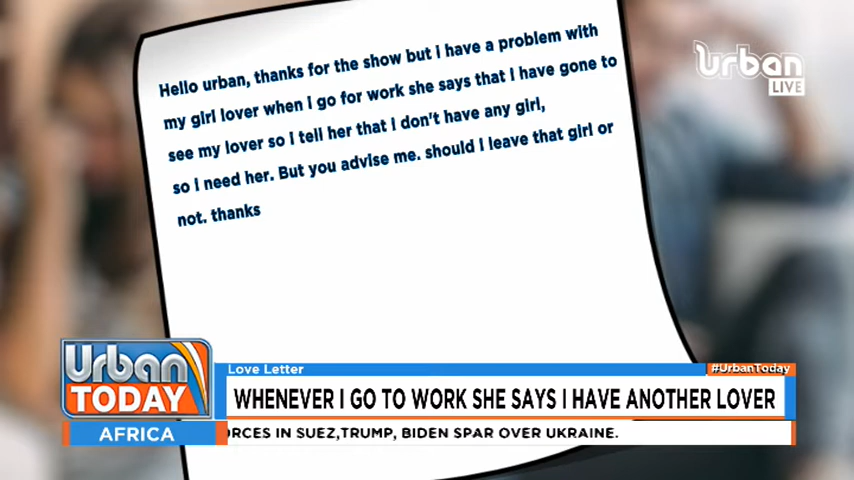 Hello urban, thanks for the show but i have a problem with
my girl lover when I go for work she says that I have gone to
see my lover so I tell her that I don't have any girl,
so I need her. But you advise me. should I leave that girl or
not. thanks
Urban
LIVE
Urban
TODAY
AFRICA
Love Letter
#UrbanToday
WHENEVER I GO TO WORK SHE SAYS I HAVE ANOTHER LOVER
ORCES IN SUEZ,TRUMP, BIDEN SPAR OVER UKRAINE.